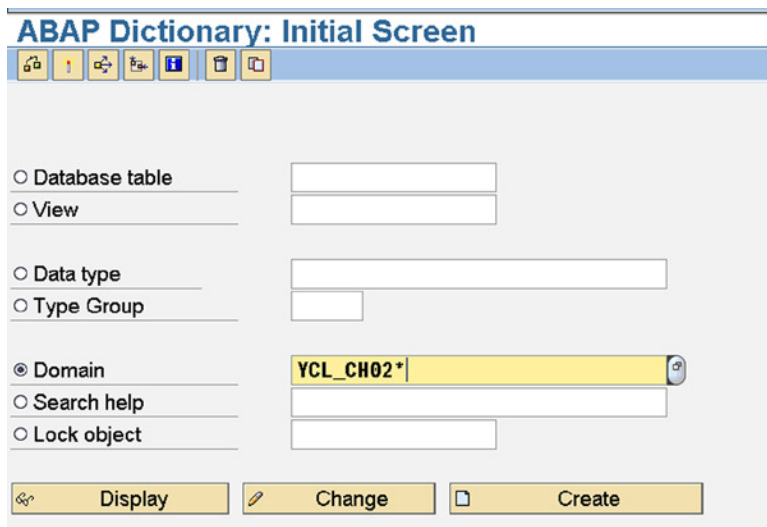 ABAP Dictionary: Initial Screen
Database table
View
Data type
Type Group
Domain YCL_CH02*
Search help
Lock object
Display Change Create